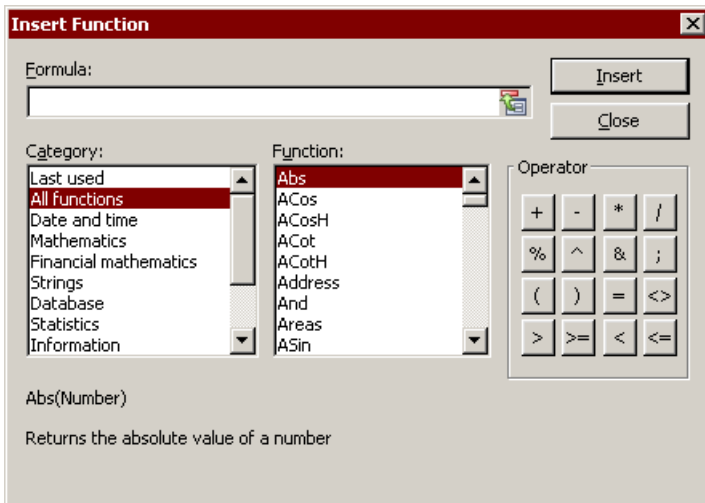 Insert Function
Formula:
Insert
Close
Category:
Last used
All functions
Date and time
Mathematics
Financial mathematics
Strings
Database
Statistics
Information
Function:
Abs
ACos
ACosH
ACot
ACotH
Address
And
Areas
ASin
Operator
+ - * /
% ^ & ;
( ) = <>
> >= < <=
Abs(Number)
Returns the absolute value of a number